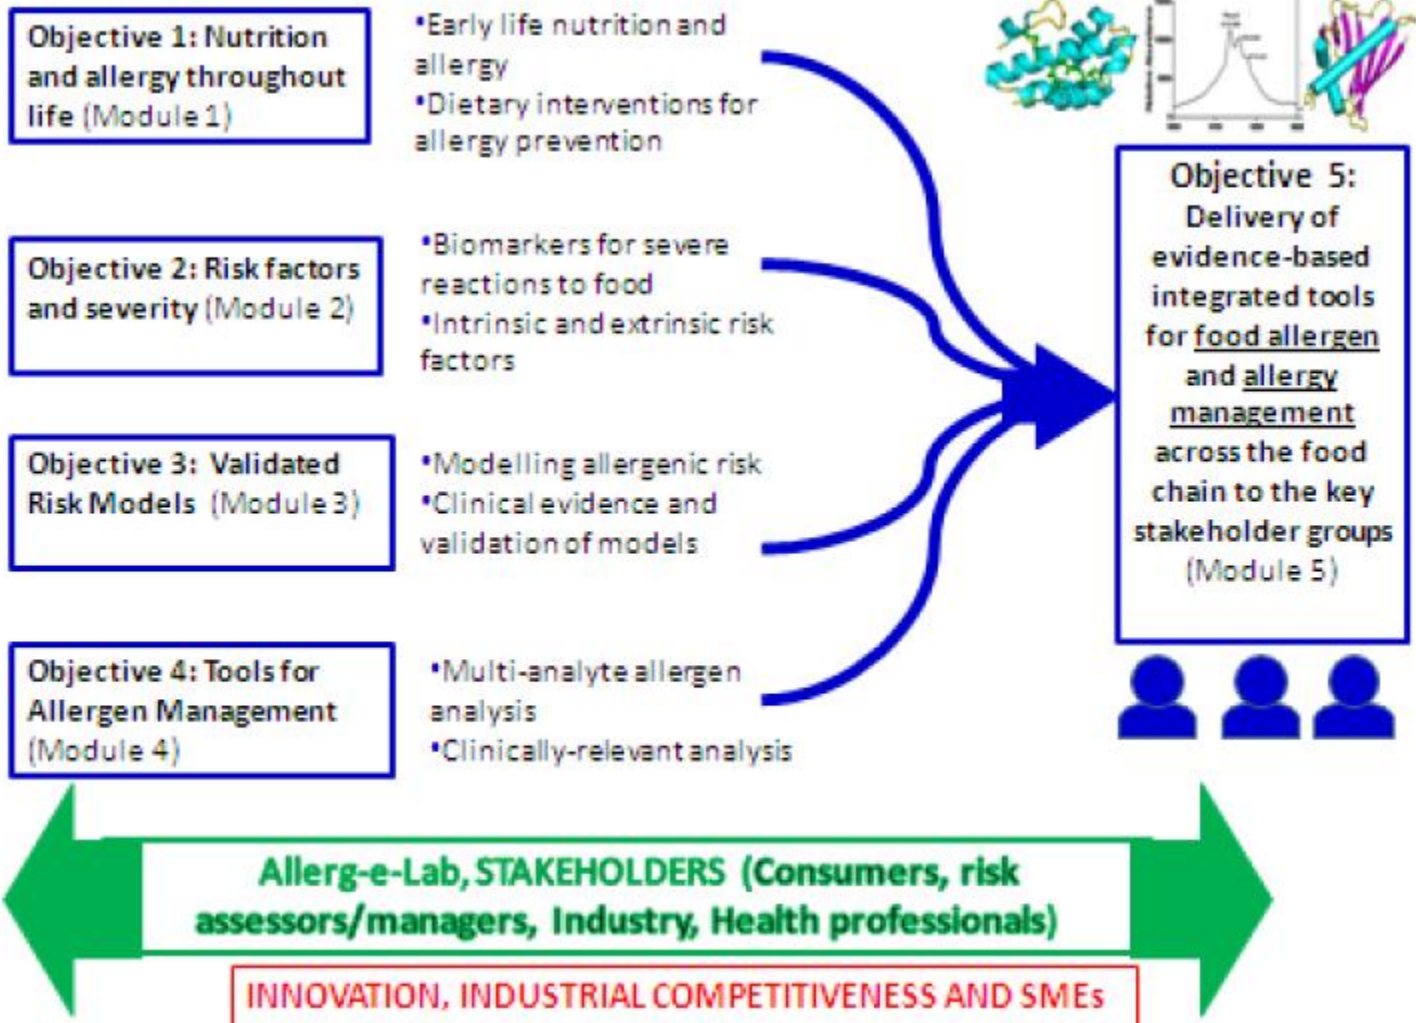 Objective 1: Nutrition
and allergy throughout
life (Module 1)
•Early life nutrition and
allergy
•Dietary interventions for
allergy prevention
Objective 2: Risk factors
and severity (Module 2)
•Biomarkers for severe
reactions to food
•Intrinsic and extrinsic risk
factors
Objective 3: Validated
Risk Models (Module 3)
•Modelling allergenic risk
•Clinical evidence and
validation of models
Objective 4: Tools for
Allergen Management
(Module 4)
•Multi-analyte allergen
analysis
•Clinically-relevant analysis
Objective 5:
Delivery of
evidence-based
integrated tools
for food allergen
and allergy
management
across the food
chain to the key
stakeholder groups
(Module 5)
Allerg-e-Lab, STAKEHOLDERS (Consumers, risk
assessors/managers, Industry, Health professionals)
INNOVATION, INDUSTRIAL COMPETITIVENESS AND SMEs